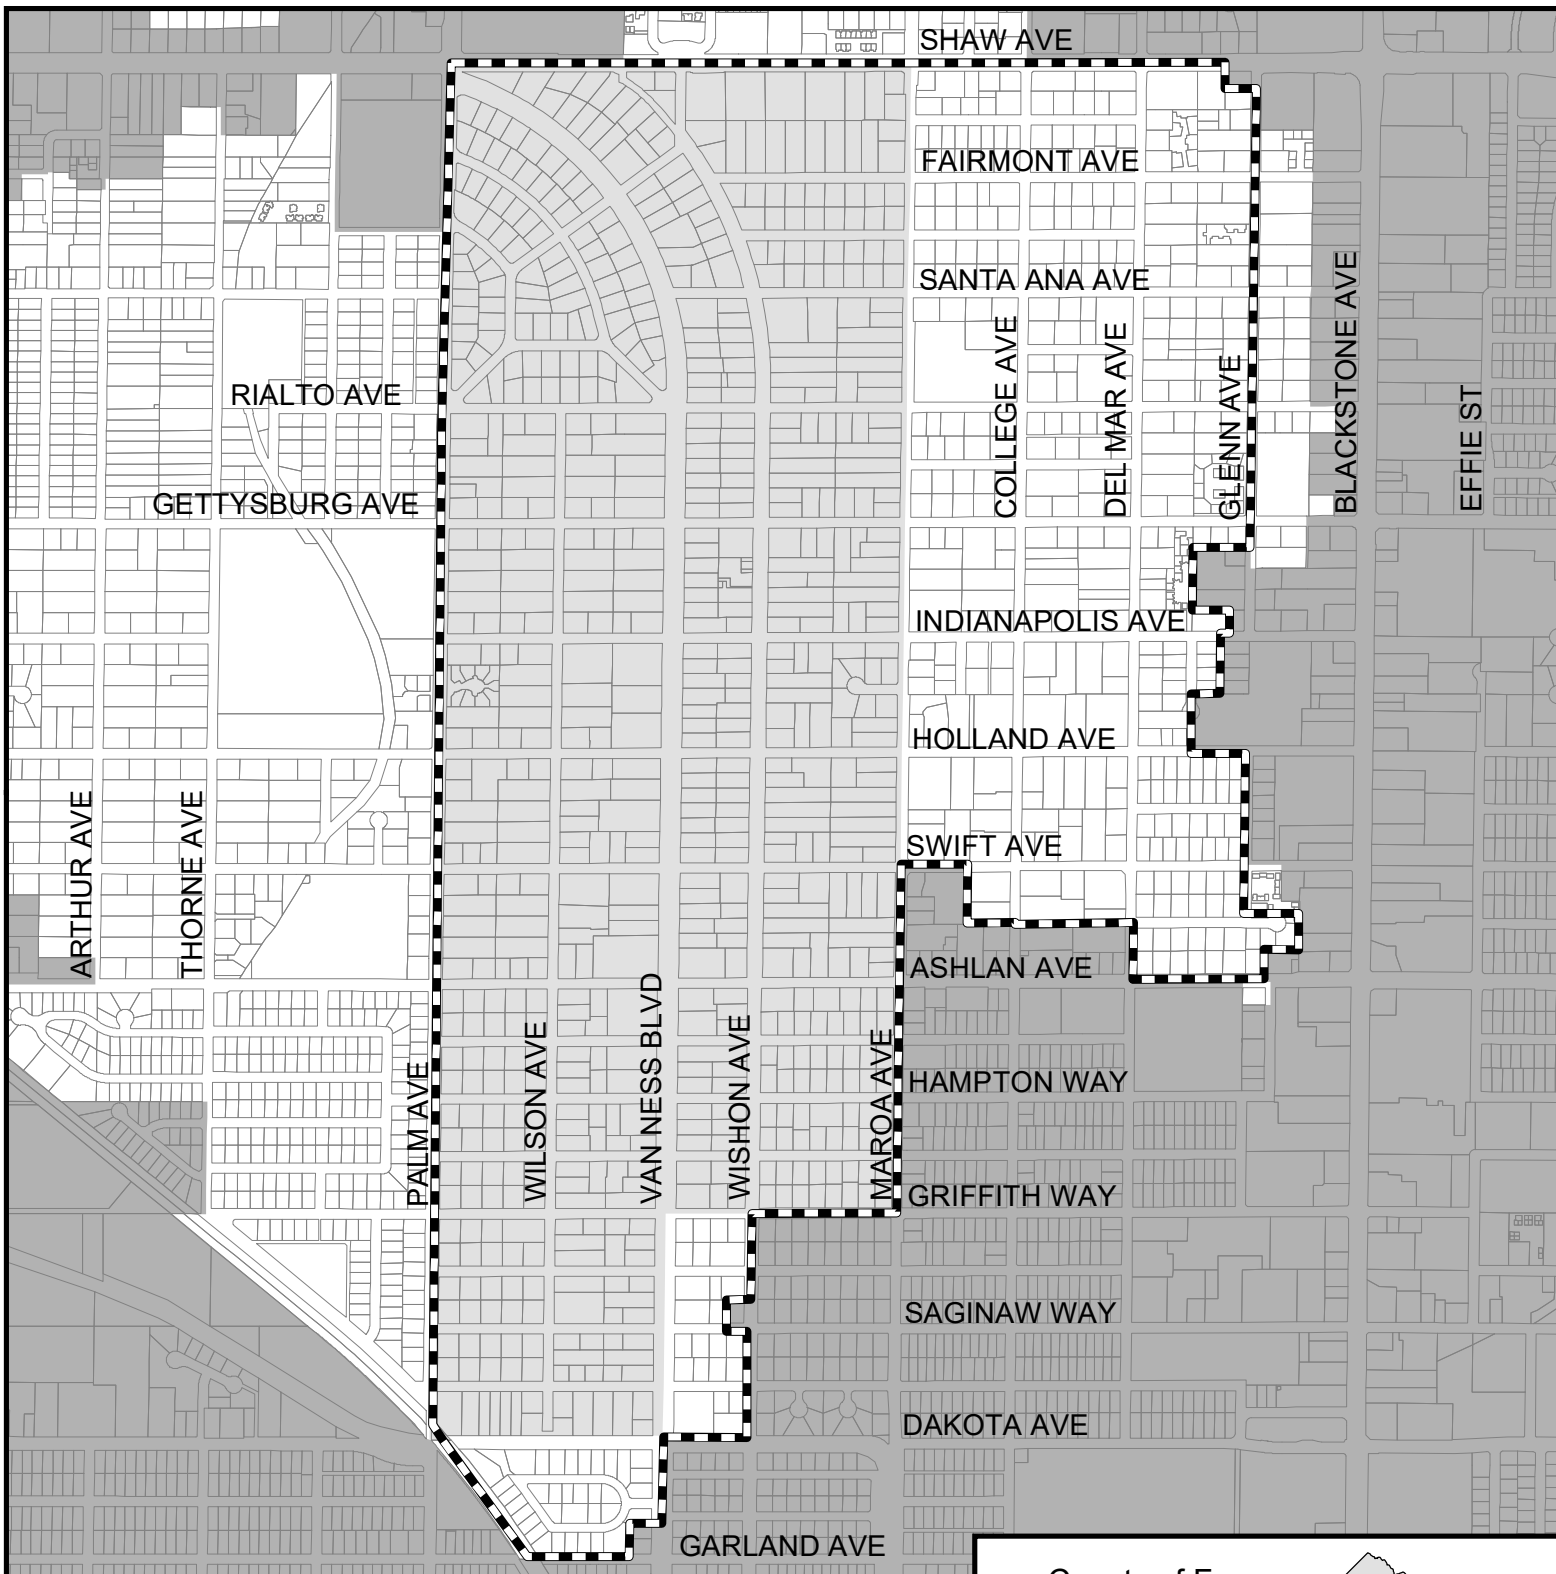 SHAW AVE
FAIRMONT AVE
SANTA ANA AVE
BLACKSTONE AVE
COLLEGE AVE
DEL MAR AVE
GLENN AVE
EFFIE ST
RIALTO AVE
GETTYSBURG AVE
INDIANAPOLIS AVE
HOLLAND AVE
ARTHUR AVE
THORNE AVE
SWIFT AVE
ASHLAN AVE
PALM AVE
WILSON AVE
VAN NESS BLVD
WISHON AVE
MAROA AVE
HAMPTON WAY
GRIFFITH WAY
SAGINAW WAY
DAKOTA AVE
GARLAND AVE
County of